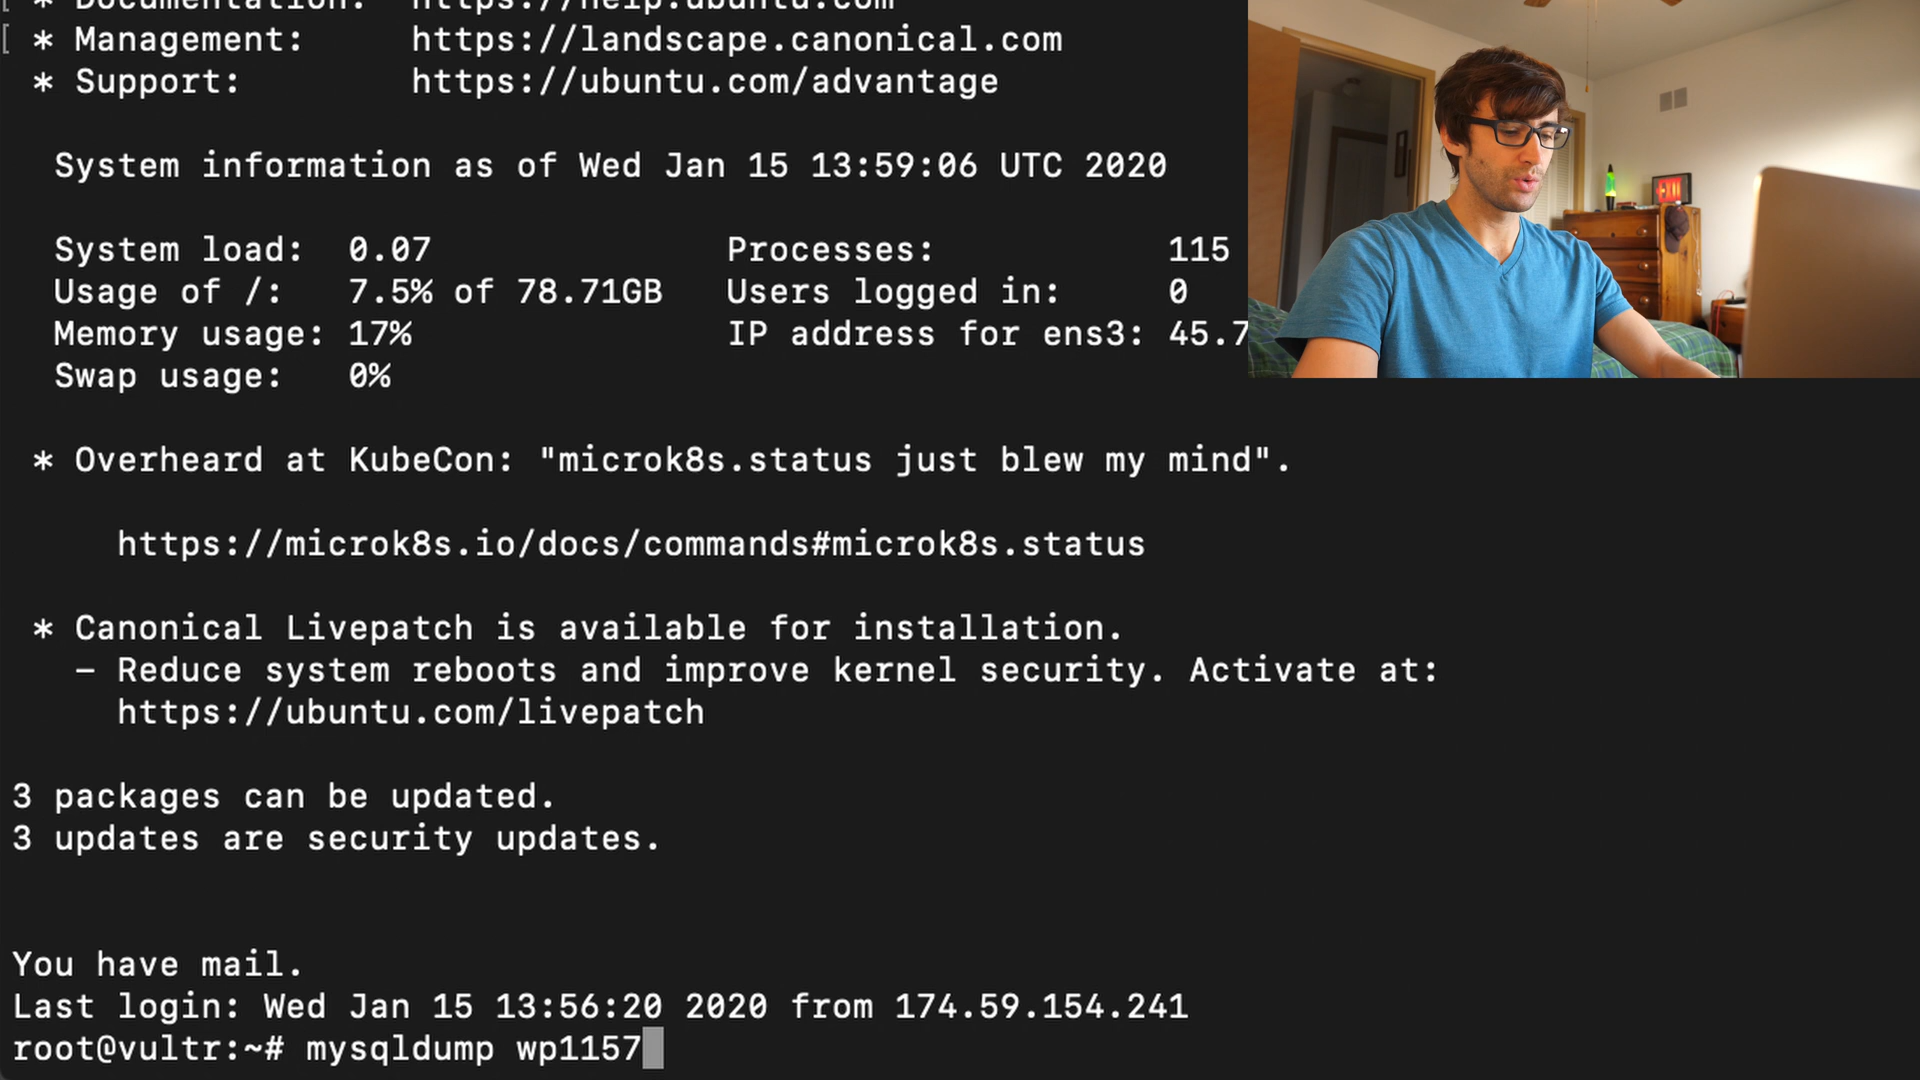 * Documentation: https://help.ubuntu.com
* Management: https://landscape.canonical.com
* Support: https://ubuntu.com/advantage
System information as of Wed Jan 15 13:59:06 UTC 2020
System load: 0.07 Processes: 115
Usage of /: 7.5% of 78.71GB Users logged in: 0
Memory usage: 17% IP address for ens3: 45.7
Swap usage: 0%
* Overheard at KubeCon: "microk8s.status just blew my mind".
https://microk8s.io/docs/commands#microk8s.status
* Canonical Livepatch is available for installation.
- Reduce system reboots and improve kernel security. Activate at:
https://ubuntu.com/livepatch
3 packages can be updated.
3 updates are security updates.
You have mail.
Last login: Wed Jan 15 13:56:20 2020 from 174.59.154.241
root@vultr:~# mysqldump wp1157